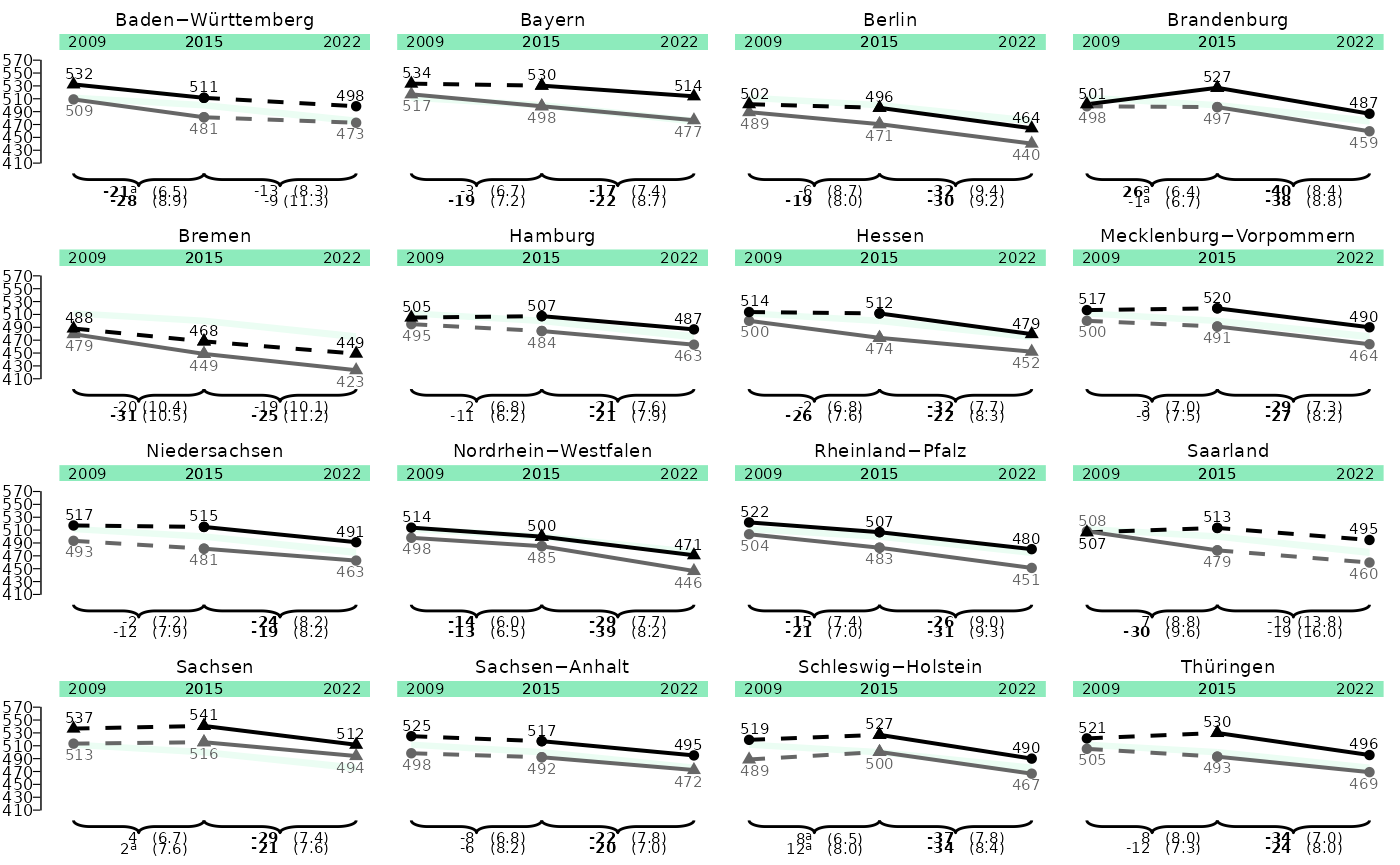 Baden−Württemberg Bayern Berlin Brandenburg
2009 2015 2022 2009 2015 2022 2009 2015 2022 2009 2015 2022
570
550
530
510
490
470
450
430
410
532 511 498
509 481 473
534 530 514
517 498 477
502 496 464
489 471 440
501 527 487
498 497 459
-21ª (6.5) -13 (8.3) -3 (6.7) -17 (7.4) -6 (8.7) -32 (9.4) 26ª (6.4) -40 (8.4)
-28 (8.9) -9 (11.3) -19 (7.2) -22 (8.7) -19 (8.0) -30 (9.2) -1ª (6.7) -38 (8.8)
Bremen Hamburg Hessen Mecklenburg−Vorpommern
2009 2015 2022 2009 2015 2022 2009 2015 2022 2009 2015 2022
570
550
530
510
490
470
450
430
410
488 468 449
479 449 423
505 507 487
495 484 463
514 512 479
500 474 452
517 520 490
500 491 464
-20 (10.4) -19 (10.1) 2 (6.8) -21 (7.6) -2 (6.8) -32 (7.7) 3 (7.0) -29 (7.3)
-31 (10.5) -25 (11.2) -11 (6.2) -21 (7.9) -26 (7.6) -22 (8.3) -9 (7.5) -27 (8.2)
Niedersachsen Nordrhein−Westfalen Rheinland−Pfalz Saarland
2009 2015 2022 2009 2015 2022 2009 2015 2022 2009 2015 2022
570
550
530
510
490
470
450
430
410
517 515 491
493 481 463
514 500 471
498 485 446
522 507 480
504 483 451
508 513 495
507 479 460
-2 (7.2) -24 (8.2) -14 (6.0) -29 (7.7) -15 (7.4) -26 (9.0) 7 (8.8) -19 (13.8)
-12 (7.9) -19 (8.2) -13 (6.5) -39 (8.2) -21 (7.0) -31 (9.3) -30 (9.6) -19 (16.0)
Sachsen Sachsen−Anhalt Schleswig−Holstein Thüringen
2009 2015 2022 2009 2015 2022 2009 2015 2022 2009 2015 2022
570
550
530
510
490
470
450
430
410
537 541 512
513 516 494
525 517 495
498 492 472
519 527 490
489 500 467
521 530 496
505 493 469
4 (6.7) -29 (7.4) -8 (6.8) -22 (7.8) 8ª (6.5) -37 (7.8) 8 (8.0) -34 (7.0)
2ª (7.6) -21 (7.6) -6 (8.2) -20 (7.0) 12ª (8.0) -34 (8.4) -12 (7.3) -24 (8.0)